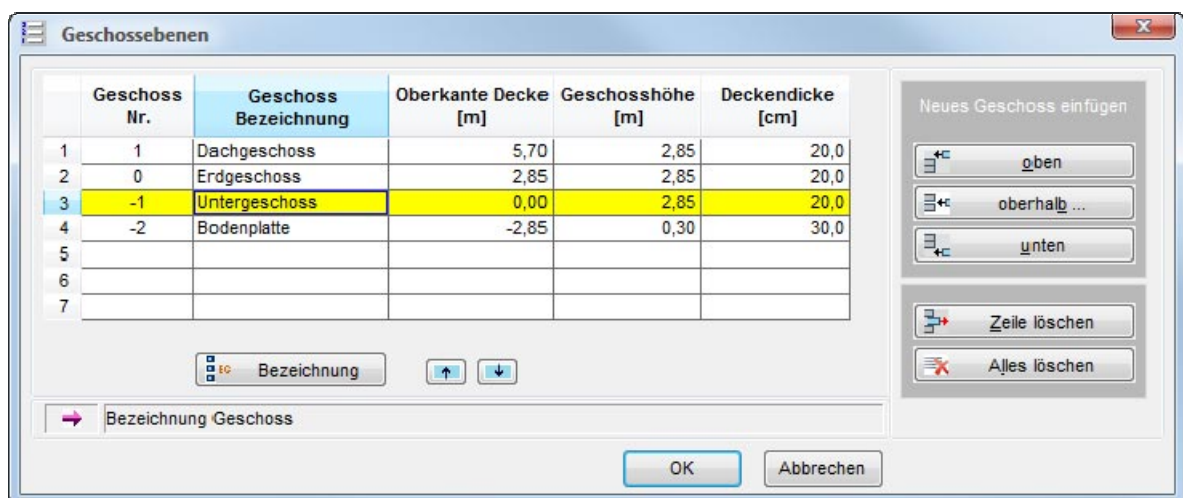 Geschossebenen
Geschoss Nr. Geschoss Bezeichnung Oberkante Decke [m] Geschosshöhe [m] Deckendicke [cm]
1 1 Dachgeschoss 5,70 2,85 20,0
2 0 Erdgeschoss 2,85 2,85 20,0
3 -1 Untergeschoss 0,00 2,85 20,0
4 -2 Bodenplatte -2,85 0,30 30,0
5
6
7
EG Bezeichnung
Bezeichnung Geschoss
Neues Geschoss einfügen
oben
oberhalb ...
unten
Zeile löschen
Alles löschen
OK Abbrechen